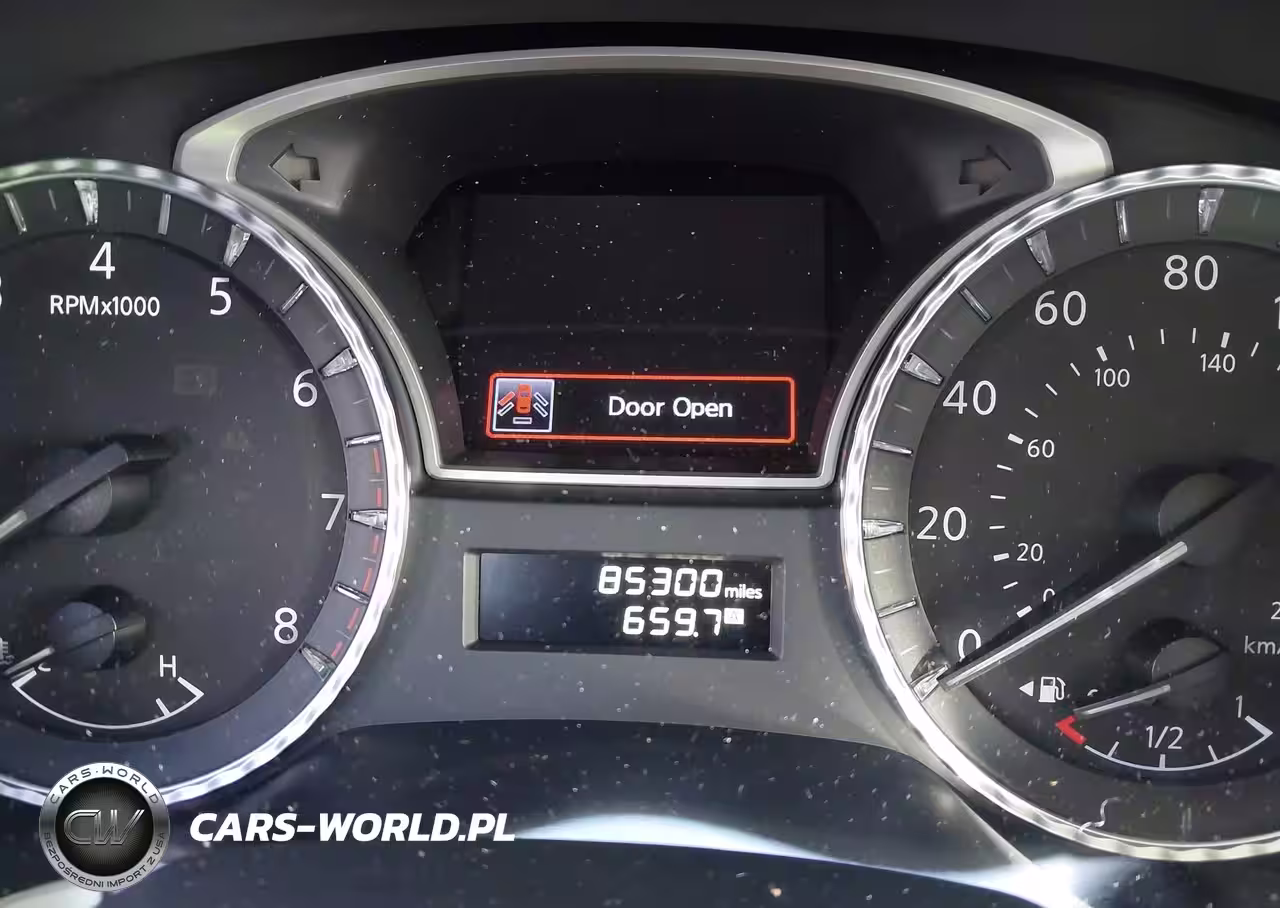 4
RPMx1000
5
6
7
8
H
Door Open
85300 miles
659.7 A
80
60
40
20
0
140
100
60
20
0
km/
1/2
1
CARS-WORLD
CW
BEZPOŚREDNI IMPORT Z USA
CARS-WORLD.PL